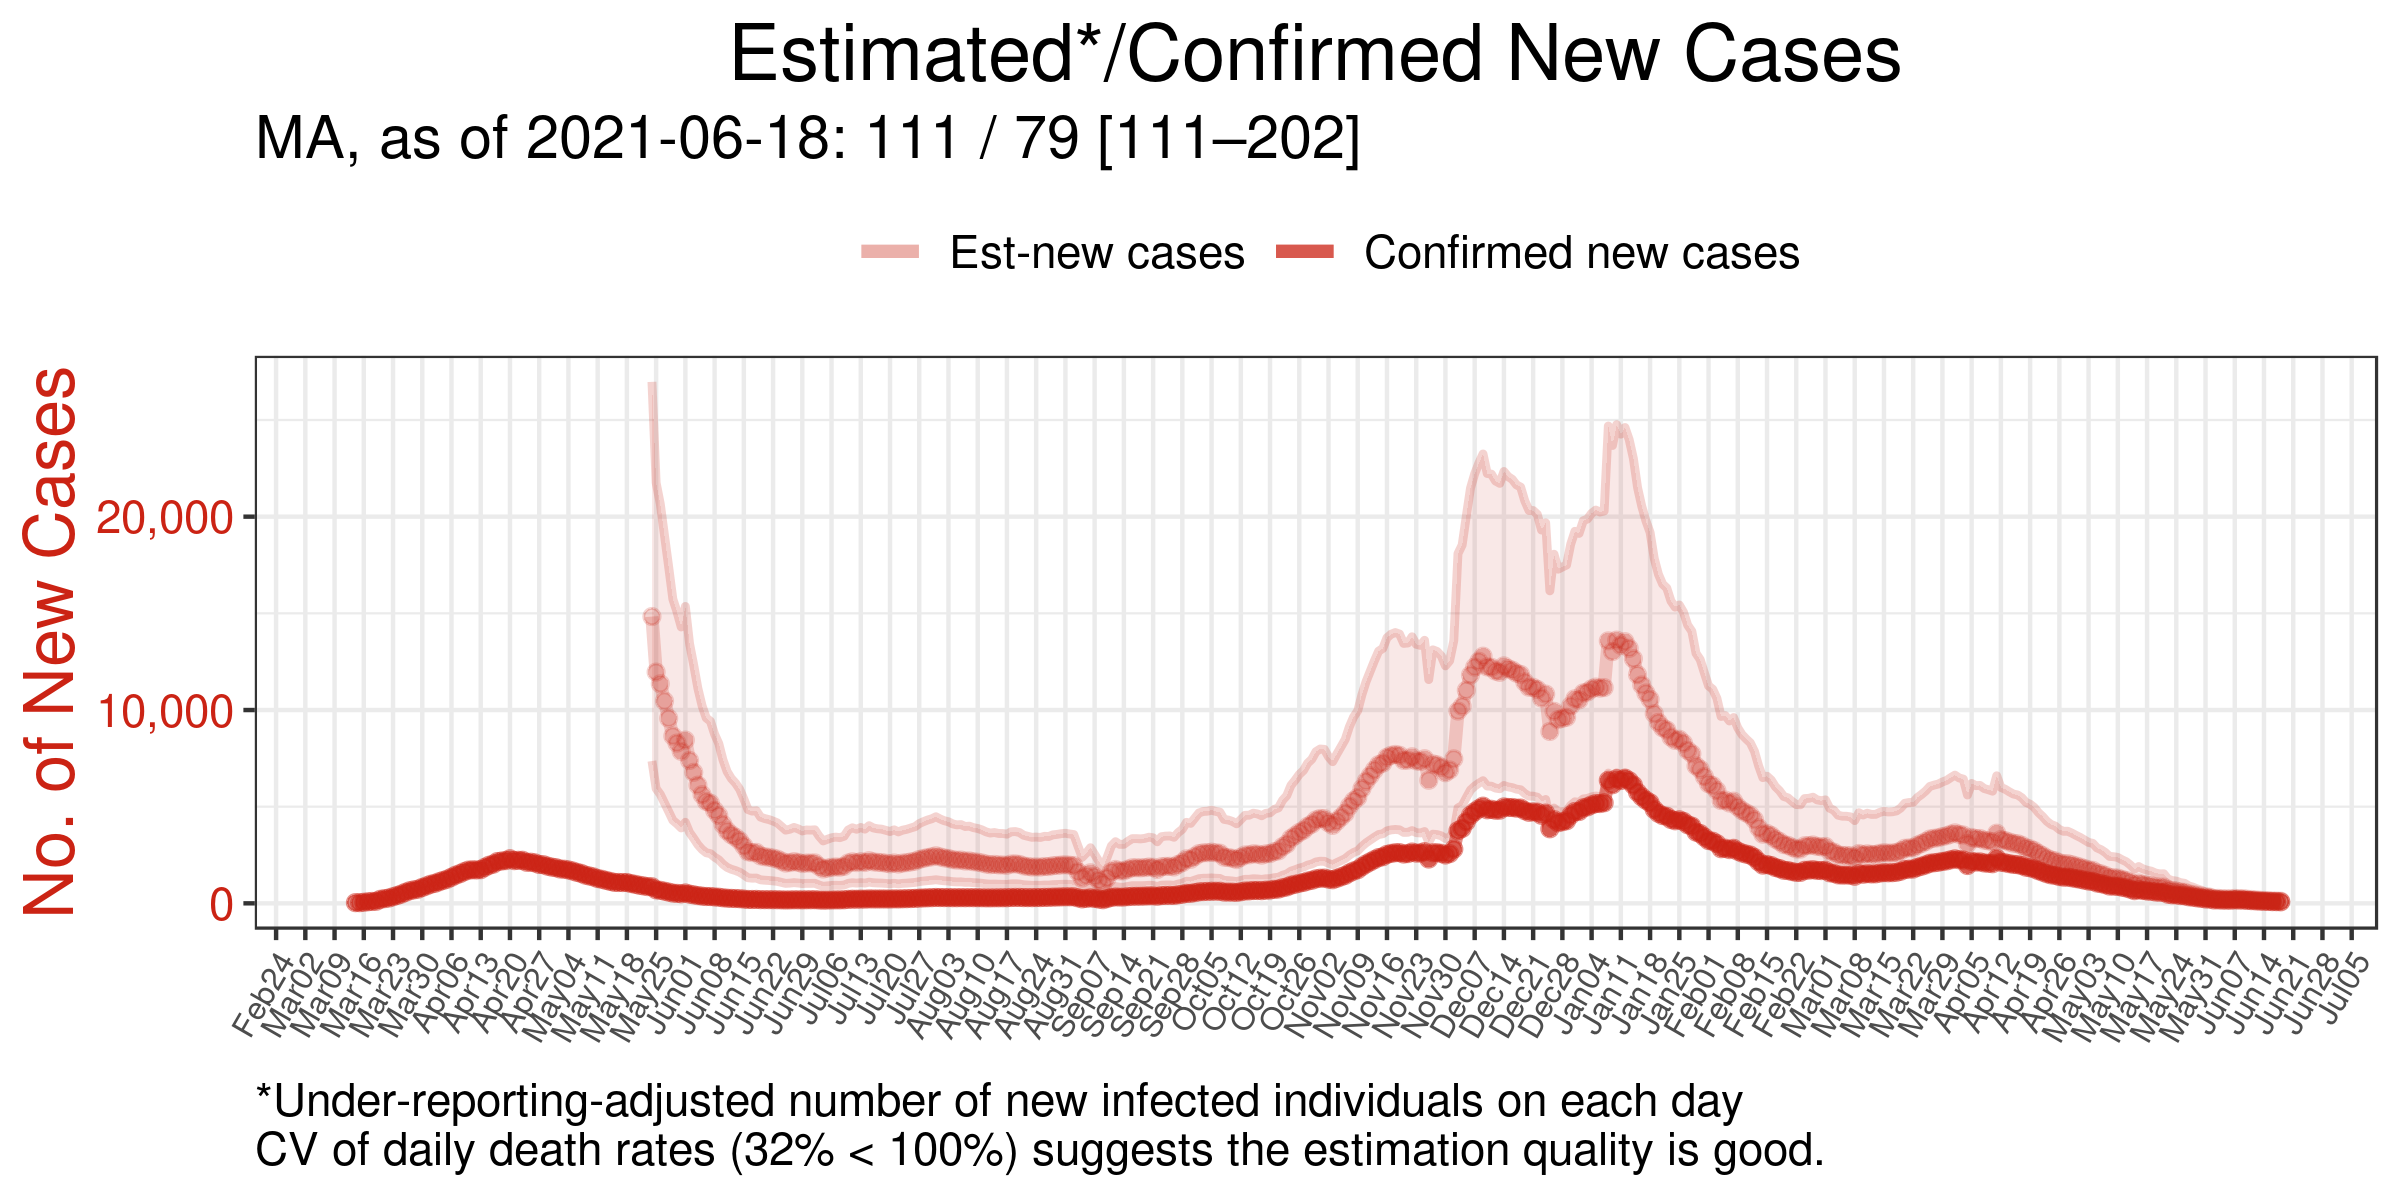 Estimated*/Confirmed New Cases
MA, as of 2021-06-18: 111 / 79 [111–202]
Est-new cases
Confirmed new cases
No. of New Cases
20,000
10,000
0
Feb24
Mar02
Mar09
Mar16
Mar23
Mar30
Apr06
Apr13
Apr20
Apr27
May04
May11
May18
May25
Jun01
Jun08
Jun15
Jun22
Jun29
Jul06
Jul13
Jul20
Jul27
Aug03
Aug10
Aug17
Aug24
Aug31
Sep07
Sep14
Sep21
Sep28
Oct05
Oct12
Oct19
Oct26
Nov02
Nov09
Nov16
Nov23
Nov30
Dec07
Dec14
Dec21
Dec28
Jan04
Jan11
Jan18
Jan25
Feb01
Feb08
Feb15
Feb22
Mar01
Mar08
Mar15
Mar22
Mar29
Apr05
Apr12
Apr19
Apr26
May03
May10
May17
May24
May31
Jun07
Jun14
Jun21
Jun28
Jul05
*Under-reporting-adjusted number of new infected individuals on each day
CV of daily death rates (32% < 100%) suggests the estimation quality is good.